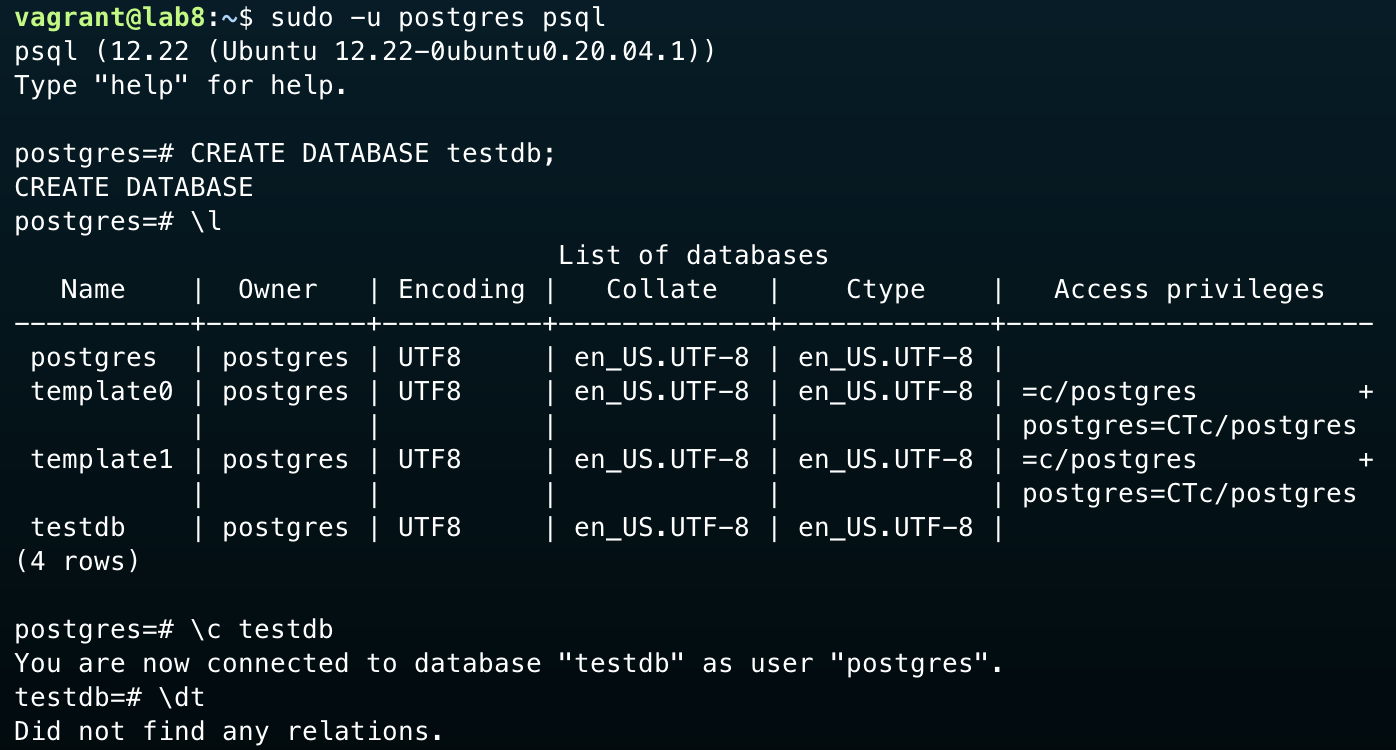 vagrant@lab8:~$ sudo -u postgres psql
psql (12.22 (Ubuntu 12.22-0ubuntu0.20.04.1))
Type "help" for help.

postgres=# CREATE DATABASE testdb;
CREATE DATABASE
postgres=# \l
                                  List of databases
   Name    |  Owner   | Encoding |   Collate   |    Ctype    |   Access privileges
-----------+----------+----------+-------------+-------------+-----------------------
 postgres  | postgres | UTF8     | en_US.UTF-8 | en_US.UTF-8 |
 template0 | postgres | UTF8     | en_US.UTF-8 | en_US.UTF-8 | =c/postgres          +
           |          |          |             |             | postgres=CTc/postgres
 template1 | postgres | UTF8     | en_US.UTF-8 | en_US.UTF-8 | =c/postgres          +
           |          |          |             |             | postgres=CTc/postgres
 testdb    | postgres | UTF8     | en_US.UTF-8 | en_US.UTF-8 |
(4 rows)

postgres=# \c testdb
You are now connected to database "testdb" as user "postgres".
testdb=# \dt
Did not find any relations.